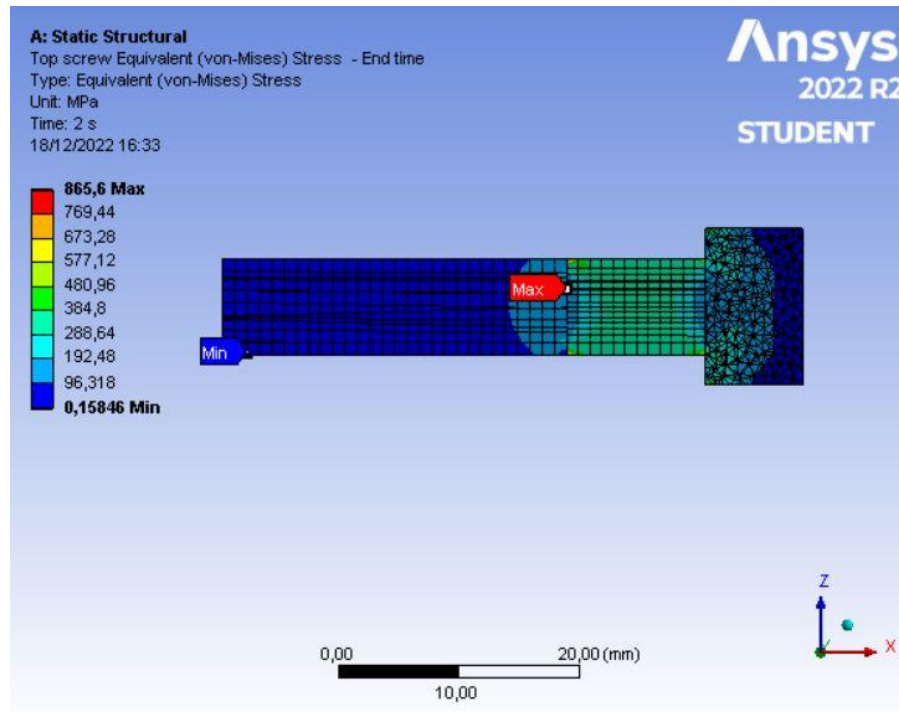 A: Static Structural
Top screw Equivalent (von-Mises) Stress - End time
Type: Equivalent (von-Mises) Stress
Unit: MPa
Time: 2 s
18/12/2022 16:33
Ansys
2022 R2
STUDENT
865,6 Max
769,44
673,28
577,12
480,96
384,8
288,64
192,48
96,318
0,15846 Min
Max
Min
Z
X
0,00
20,00 (mm)
10,00